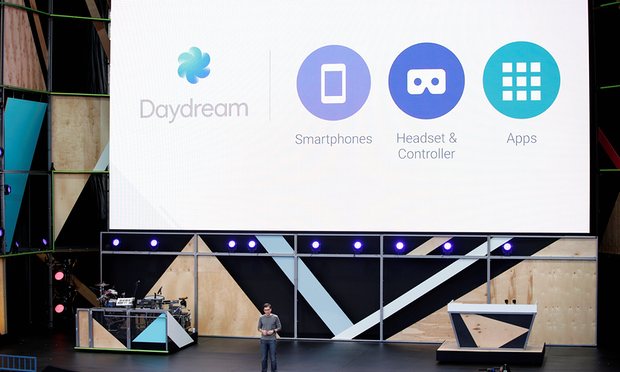 Daydream
Smartphones
Headset &
Controller
Apps